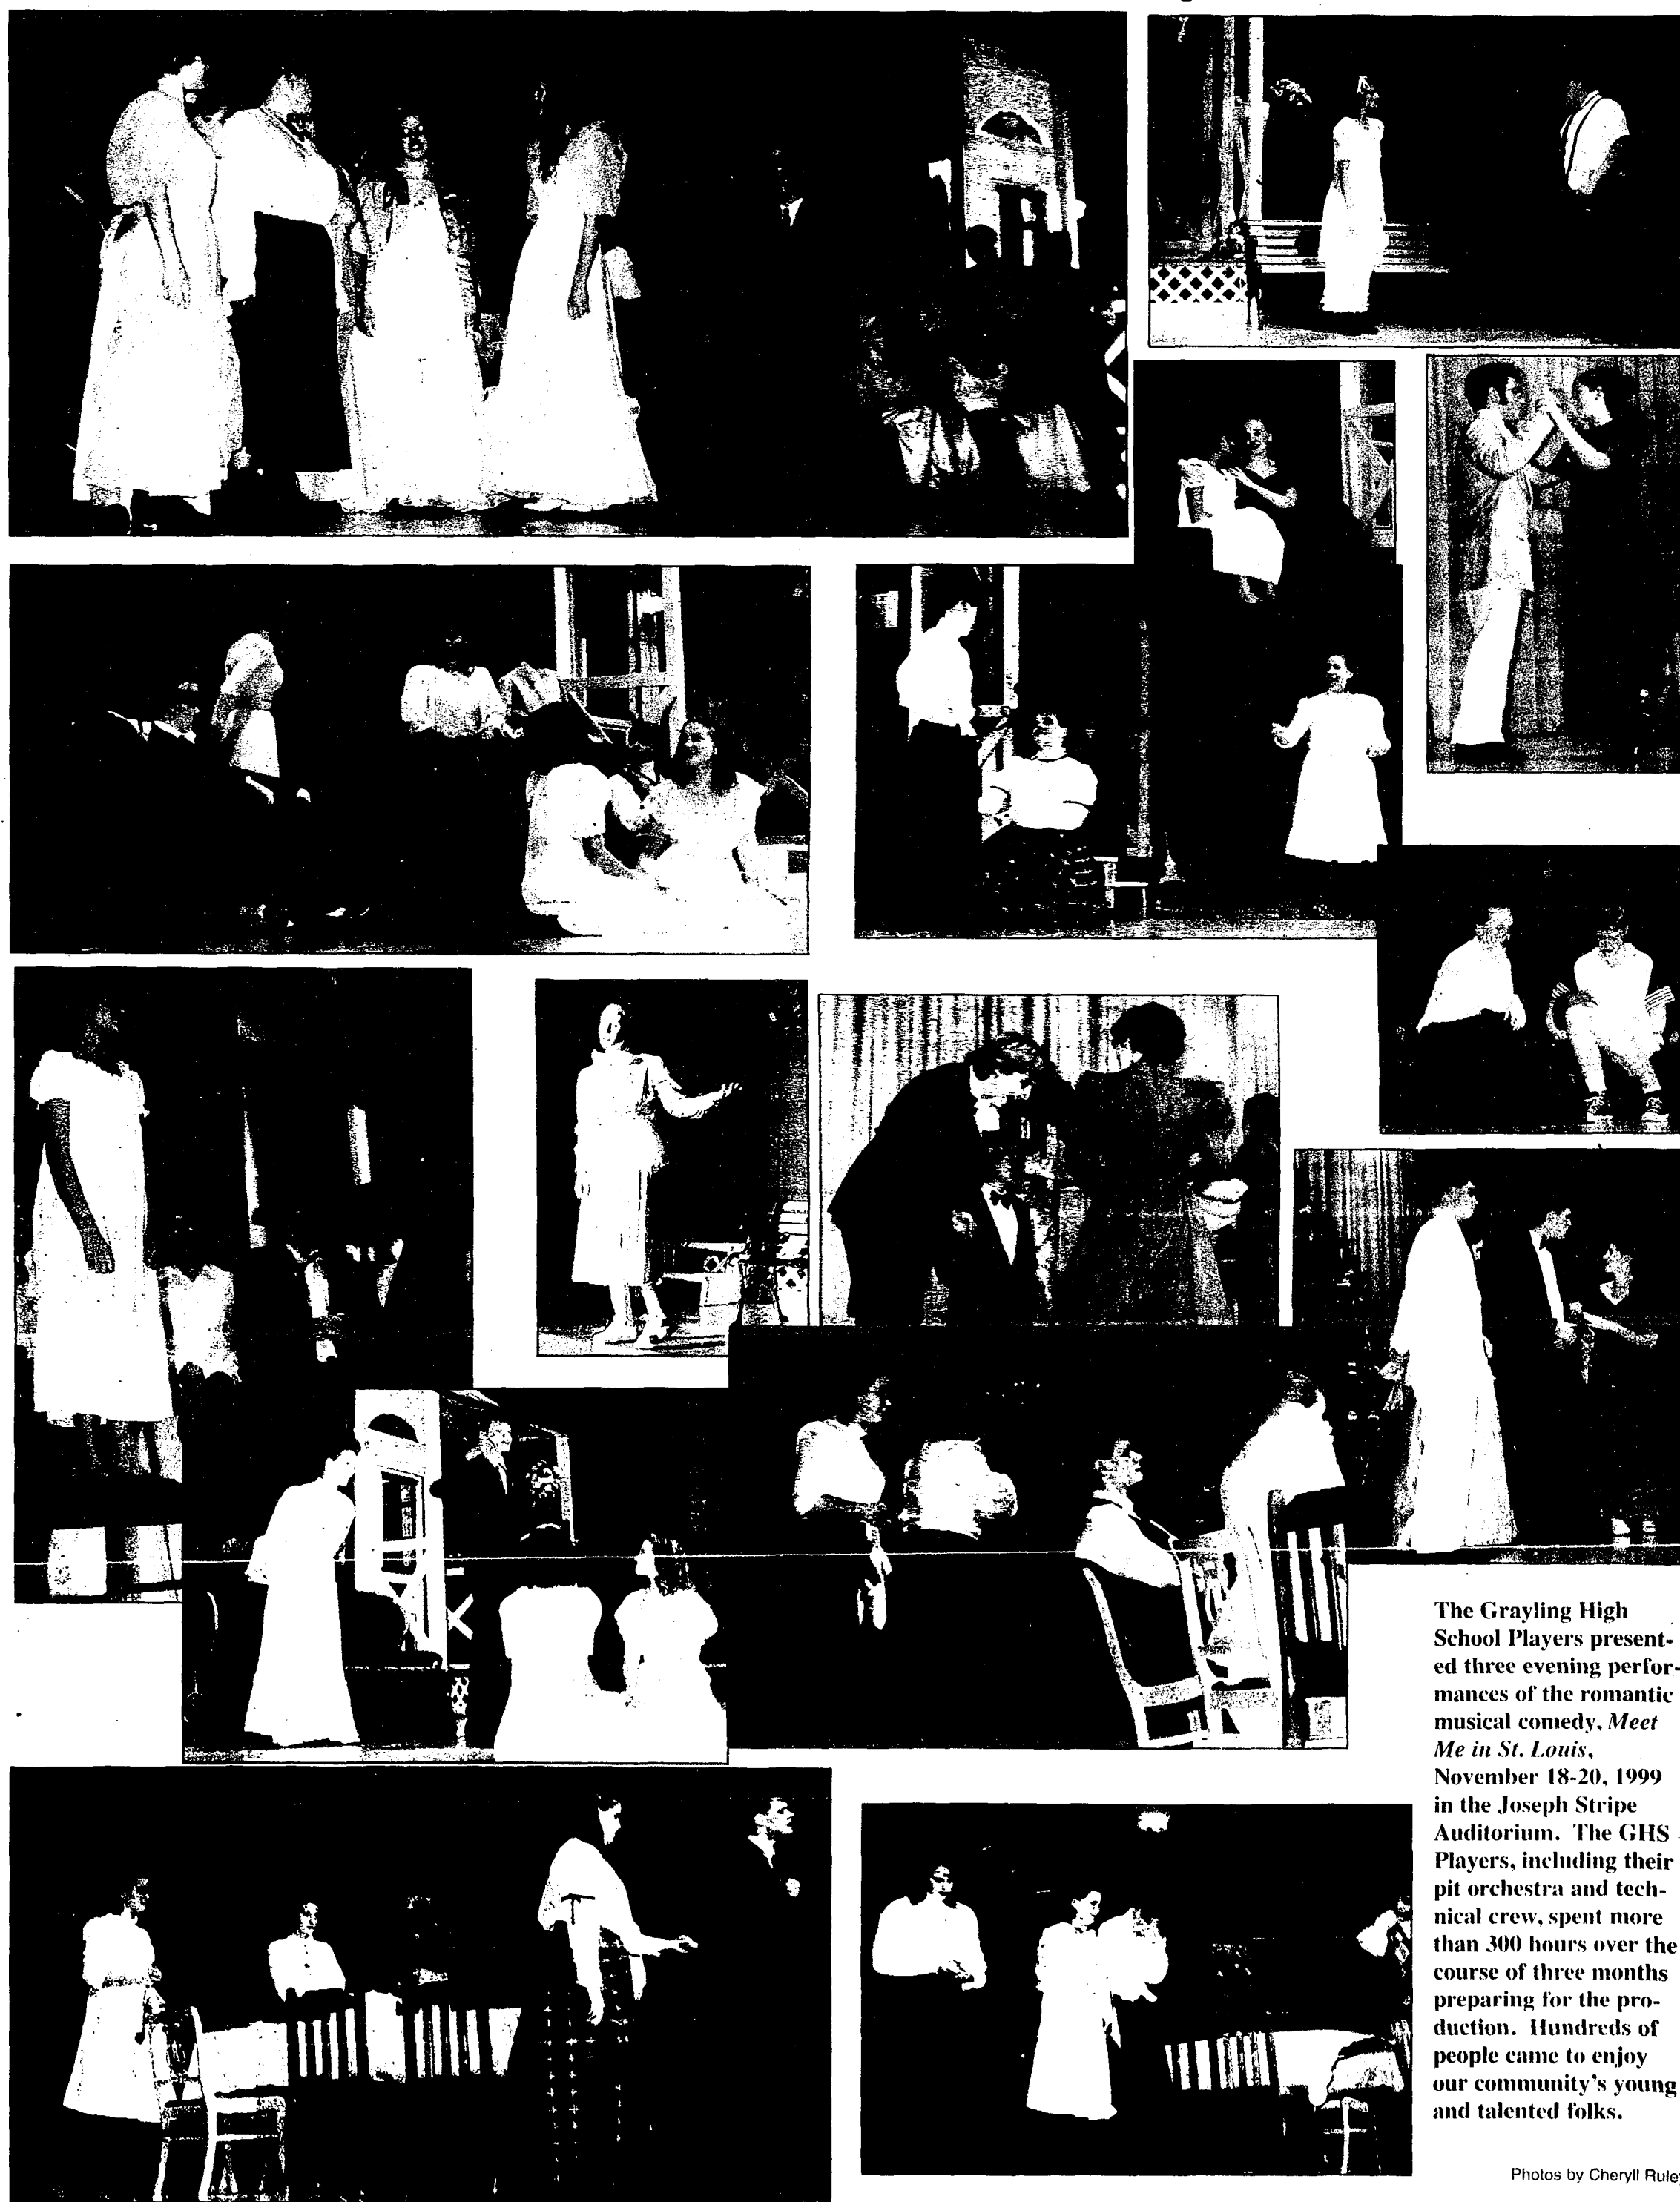 The Grayling High
School Players present-
ed three evening perfor-
mances of the romantic
musical comedy, Meet
Me in St. Louis,
November 18-20, 1999
in the Joseph Stripe
Auditorium. The GHS
Players, including their
pit orchestra and tech-
nical crew, spent more
than 300 hours over the
course of three months
preparing for the pro-
duction. Hundreds of
people came to enjoy
our community's young
and talented folks.
Photos by Cheryll